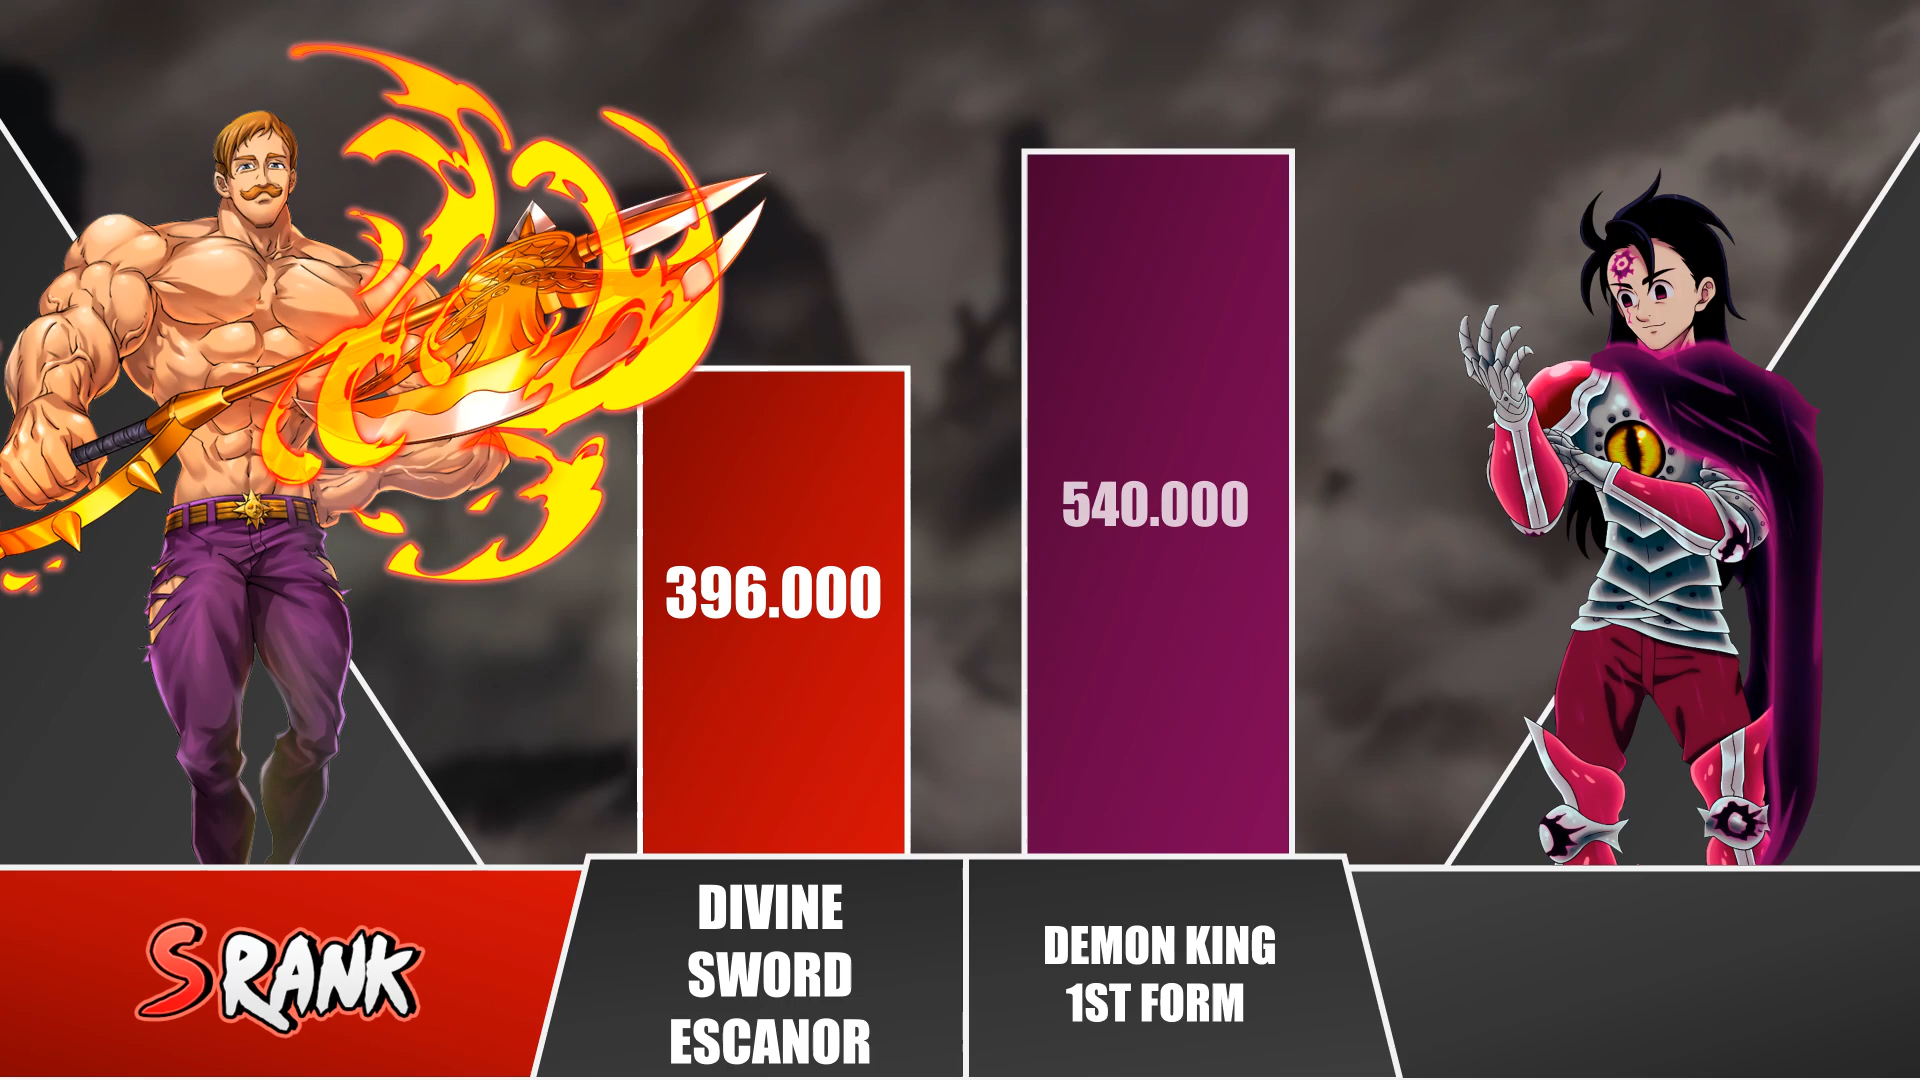 396.000
540.000
S RANK
DIVINE
SWORD
ESCANOR
DEMON KING
1ST FORM